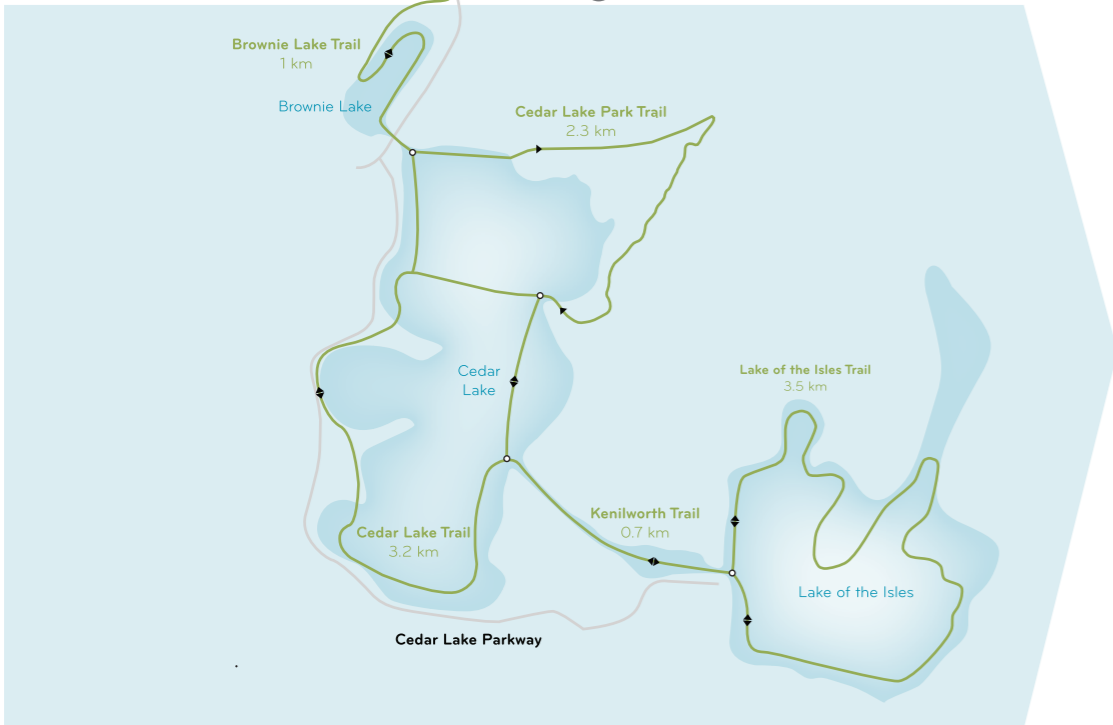 Brownie Lake Trail
1 km
Brownie Lake
Cedar Lake Park Trail
2.3 km
Cedar
Lake
Lake of the Isles Trail
3.5 km
Kenilworth Trail
0.7 km
Cedar Lake Trail
3.2 km
Lake of the Isles
Cedar Lake Parkway